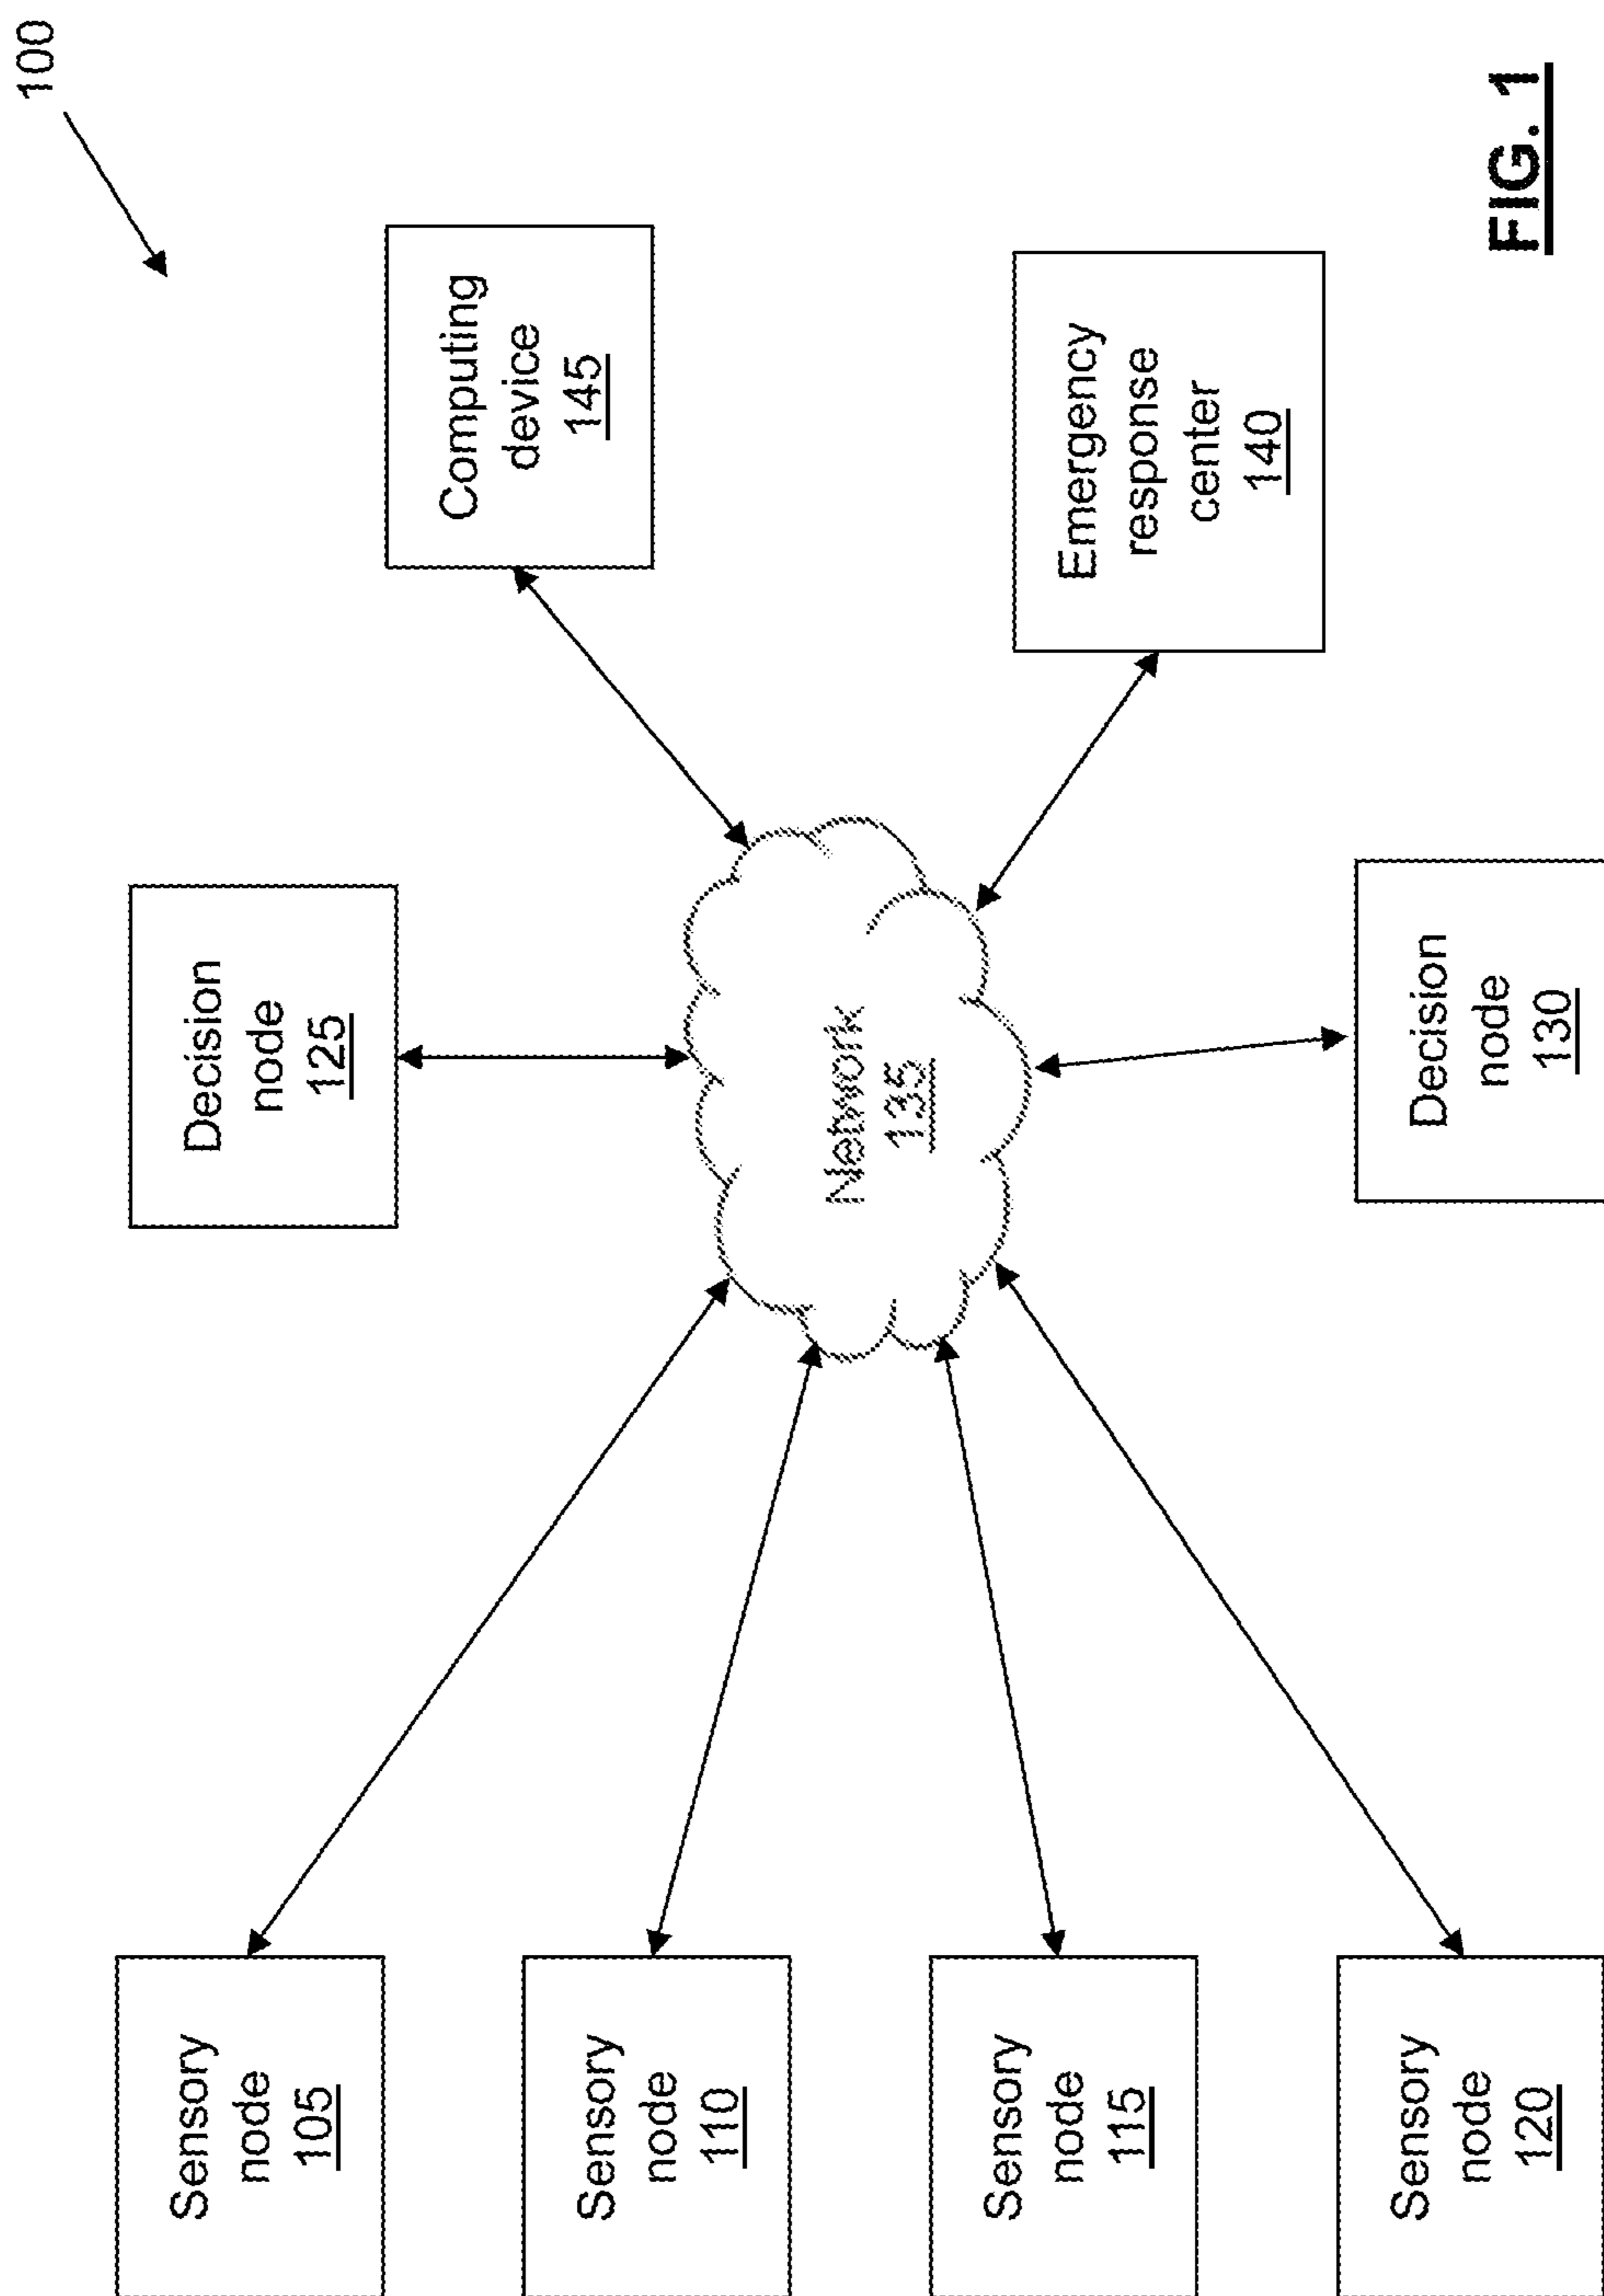 100
Sensory
node
105
Sensory
node
110
Sensory
node
115
Sensory
node
120
Decision
node
125
Network
135
Decision
node
130
Computing
device
145
Emergency
response
center
140
FIG. 1